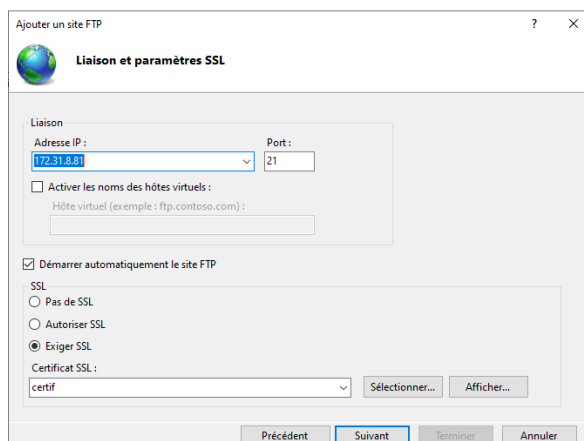 Ajouter un site FTP ? X
Liaison et paramètres SSL
Liaison
Adresse IP : Port :
172.31.8.81 21
Activer les noms des hôtes virtuels :
Hôte virtuel (exemple : ftp.contoso.com) :
Démarrer automatiquement le site FTP
SSL
Pas de SSL
Autoriser SSL
Exiger SSL
Certificat SSL :
certif Sélectionner... Afficher...
Précédent Suivant Terminer Annuler